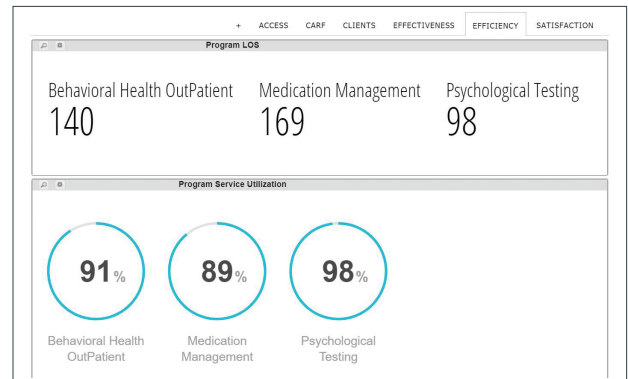 + ACCESS CARF CLIENTS EFFECTIVENESS EFFICIENCY SATISFACTION
Program LOS
Behavioral Health OutPatient Medication Management Psychological Testing
140 169 98
Program Service Utilization
91% 89% 98%
Behavioral Health Medication Psychological
OutPatient Management Testing